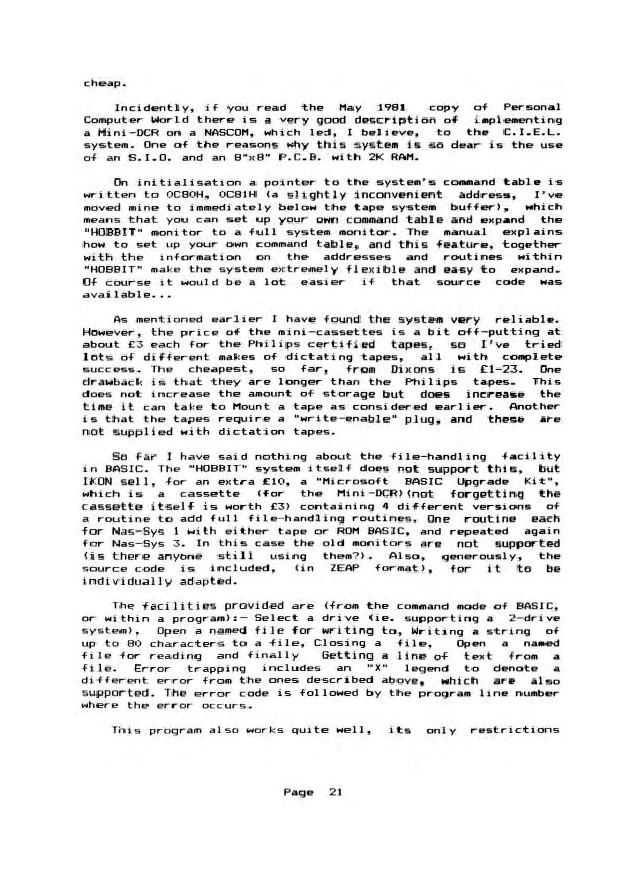 cheap.
Incidently, if you read the May 1981 copy of Personal
Computer World there is a very good description of implementing
a Mini-DCR on a NASCOM, which led, I believe, to the C.I.E.L.
system. One of the reasons why this system is so dear is the use
of an S.I.O. and an 8"x8" P.C.B. with 2K RAM.
On initialisation a pointer to the system's command table is
written to OC80H, OC81H (a slightly inconvenient address, I've
moved mine to immediately below the tape system buffer), which
means that you can set up your own command table and expand the
"HOBBIT" monitor to a full system monitor. The manual explains
how to set up your own command table, and this feature, together
with the information on the addresses and routines within
"HOBBIT" make the system extremely flexible and easy to expand.
Of course it would be a lot easier if that source code was
available...
As mentioned earlier I have found the system very reliable.
However, the price of the mini-cassettes is a bit off-putting at
about £3 each for the Philips certified tapes, so I've tried
lots of different makes of dictating tapes, all with complete
success. The cheapest, so far, from Dixons is £1-23. One
drawback is that they are longer than the Philips tapes. This
does not increase the amount of storage but does increase the
time it can take to Mount a tape as considered earlier. Another
is that the tapes require a "write-enable" plug, and these are
not supplied with dictation tapes.
So far I have said nothing about the file-handling facility
in BASIC. The "HOBBIT" system itself does not support this, but
IKON sell, for an extra £10, a "Microsoft BASIC Upgrade Kit",
which is a cassette (for the Mini-DCR)(not forgetting the
cassette itself is worth £3) containing 4 different versions of
a routine to add full file-handling routines. One routine each
for Nas-Sys 1 with either tape or ROM BASIC, and repeated again
for Nas-Sys 3. In this case the old monitors are not supported
(is there anyone still using them?). Also, generously, the
source code is included, (in ZEAP format), for it to be
individually adapted.
The facilities provided are (from the command mode of BASIC,
or within a program):- Select a drive (ie. supporting a 2-drive
system), Open a named file for writing to, Writing a string of
up to 80 characters to a file, Closing a file, Open a named
file for reading and finally Getting a line of text from a
file. Error trapping includes an "X" legend to denote a
different error from the ones described above, which are also
supported. The error code is followed by the program line number
where the error occurs.
This program also works quite well, its only restrictions
Page 21